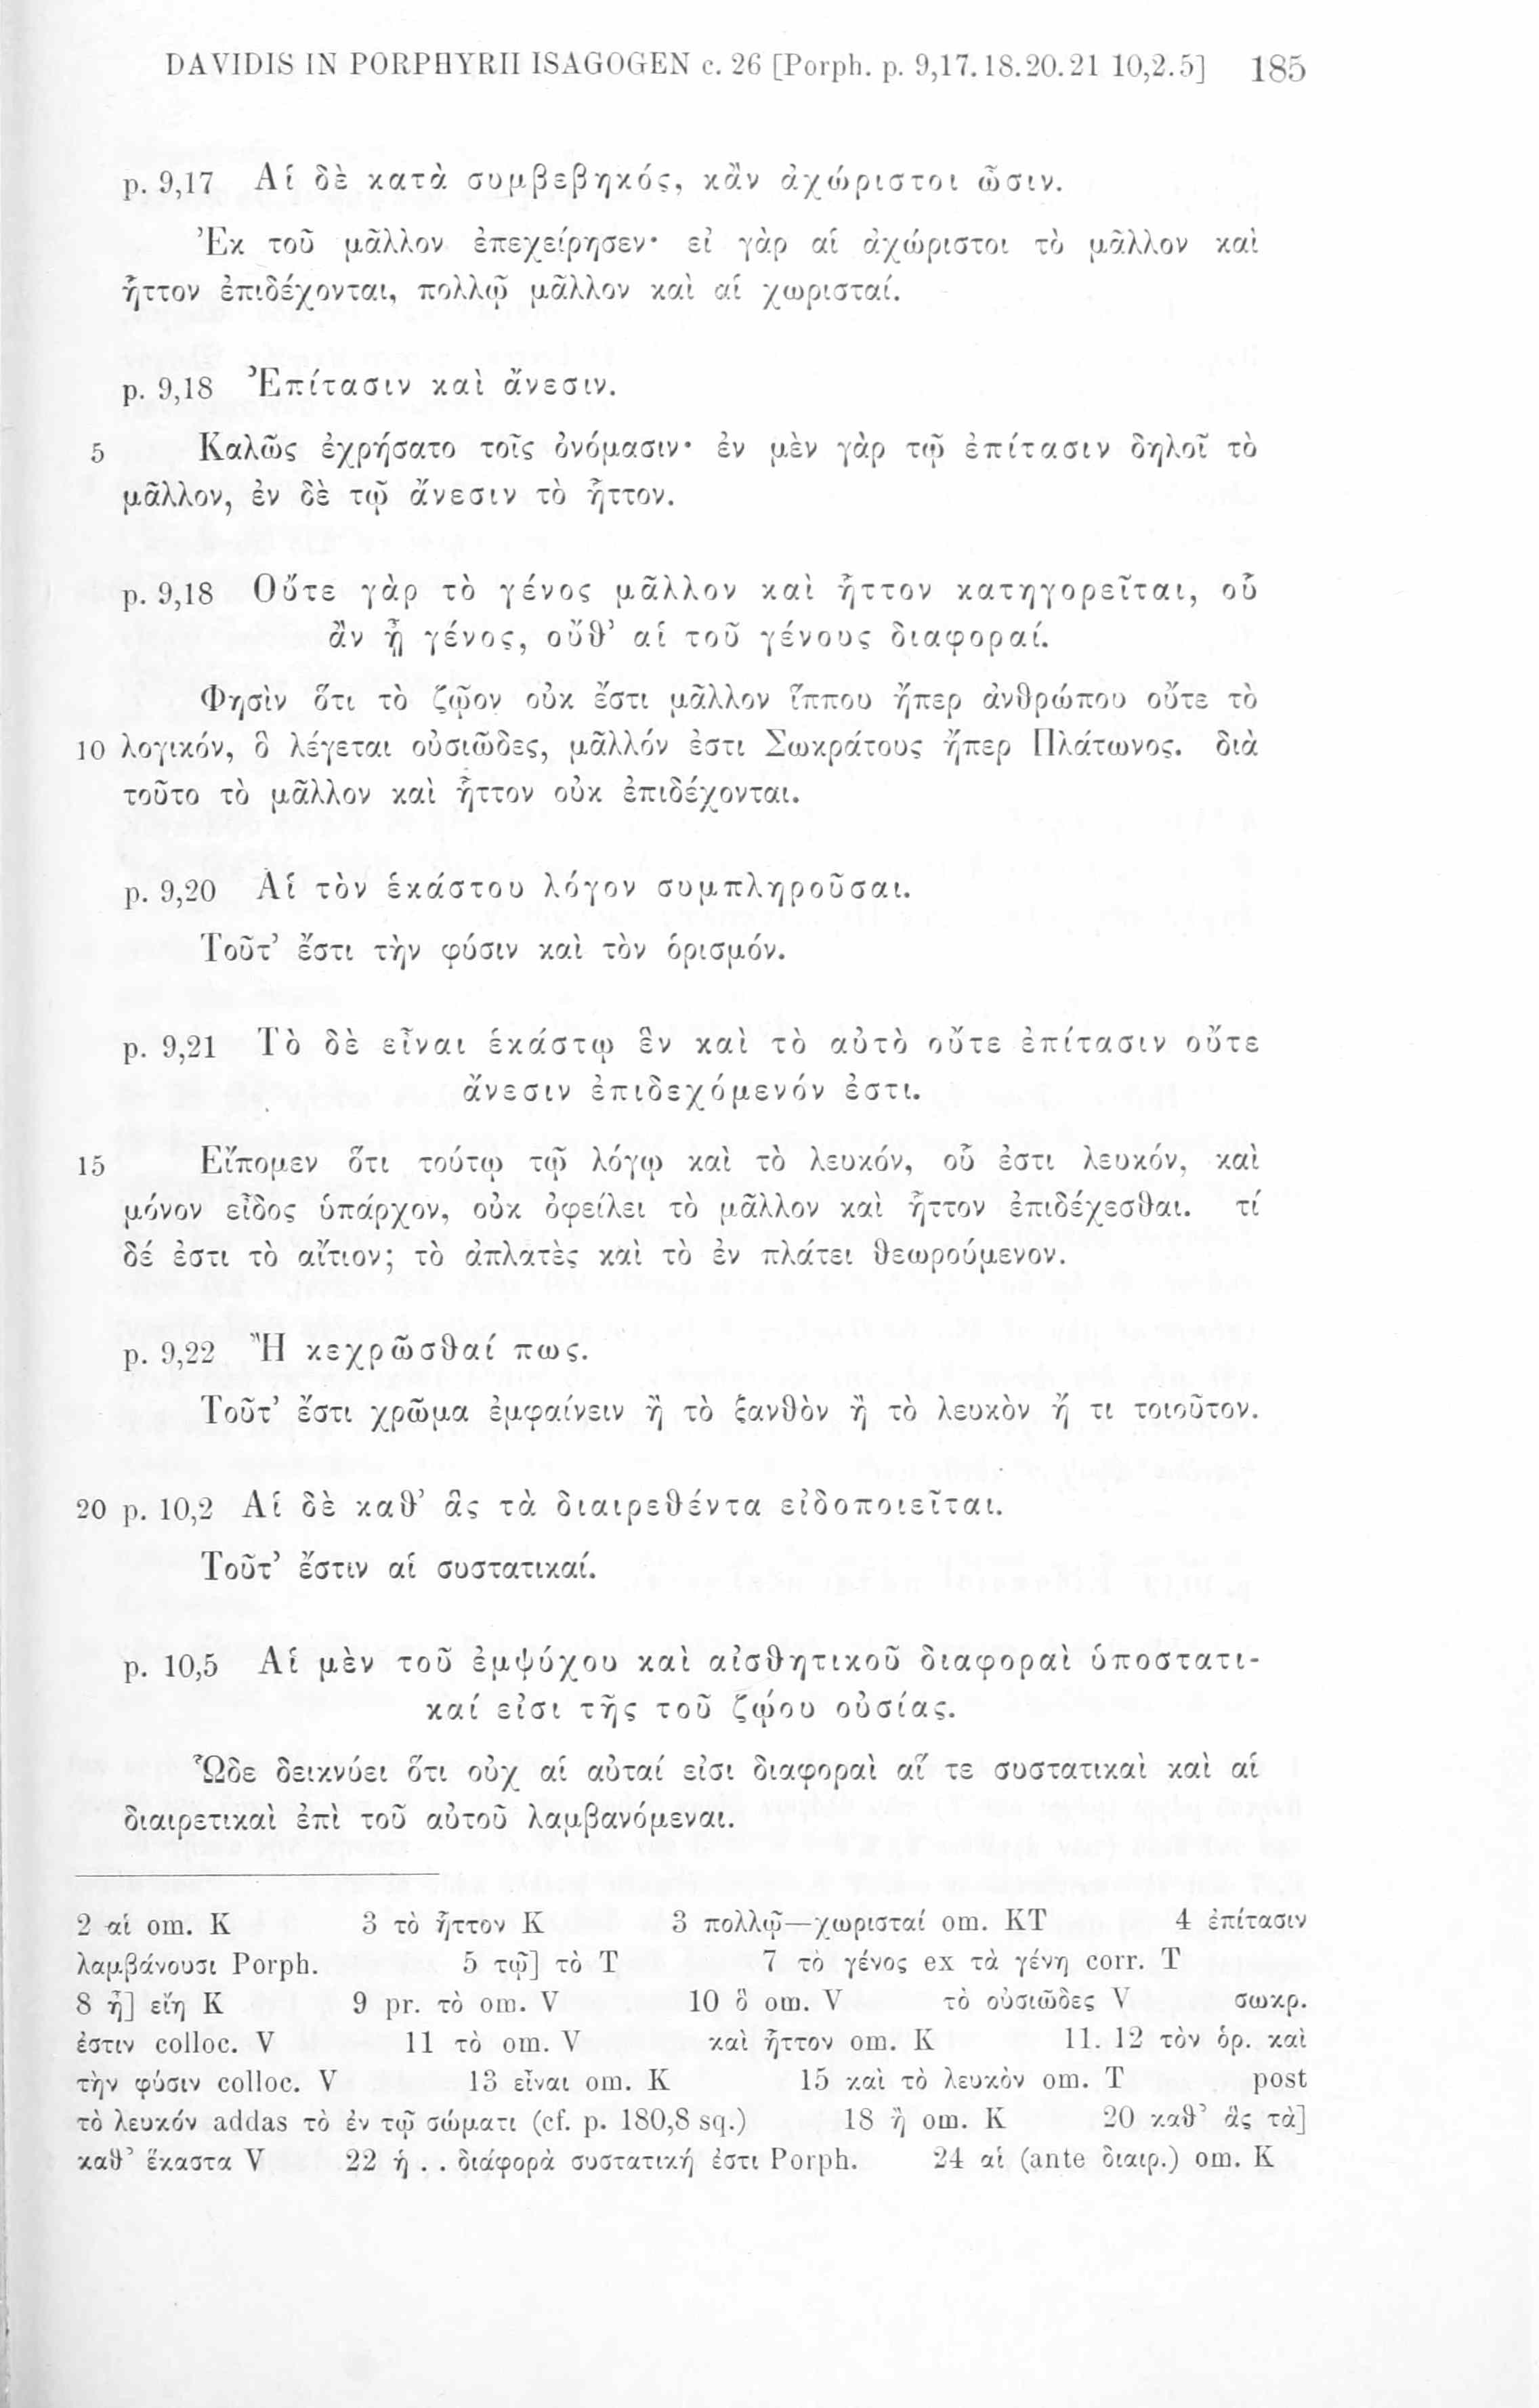 DAVIDIS IN PORPHYRII ISAGOGEN c. 26 [Porph. p. 9,17.18.20.21 10,2.5] 185
p. 9,17 Αἱ δὲ κατὰ συμβεβηκός, κἂν ἀχώριστοι ὦσιν.
Ἐκ τοῦ μᾶλλον ἐπεχείρησεν· εἰ γὰρ αἱ ἀχώριστοι τὸ μᾶλλον καὶ
ἧττον ἐπιδέχονται, πολλῷ μᾶλλον καὶ αἱ χωρισταί.
p. 9,18 Ἐπίτασιν καὶ ἄνεσιν.
5 Καλῶς ἐχρήσατο τοῖς ὀνόμασιν· ἐν μὲν γὰρ τῷ ἐπίτασιν δηλοῖ τὸ
μᾶλλον, ἐν δὲ τῷ ἄνεσιν τὸ ἧττον.
p. 9,18 Οὔτε γὰρ τὸ γένος μᾶλλον καὶ ἧττον κατηγορεῖται, οὗ
ἂν ᾖ γένος, οὔθ’ αἱ τοῦ γένους διαφοραί.
Φησὶν ὅτι τὸ ζῷον οὐκ ἔστι μᾶλλον ἵππου ἤπερ ἀνθρώπου οὔτε τὸ
10 λογικόν, ὃ λέγεται οὐσιῶδες, μᾶλλόν ἐστι Σωκράτους ἤπερ Πλάτωνος. διὰ
τοῦτο τὸ μᾶλλον καὶ ἧττον οὐκ ἐπιδέχονται.
p. 9,20 Αἱ τὸν ἑκάστου λόγον συμπληροῦσαι.
Τοῦτ’ ἔστι τὴν φύσιν καὶ τὸν ὁρισμόν.
p. 9,21 Τὸ δὲ εἶναι ἑκάστῳ ἓν καὶ τὸ αὐτὸ οὔτε ἐπίτασιν οὔτε
ἄνεσιν ἐπιδεχόμενόν ἐστι.
15 Εἴπομεν ὅτι τούτῳ τῷ λόγῳ καὶ τὸ λευκόν, οὗ ἐστι λευκόν, καὶ
μόνον εἶδος ὑπάρχον, οὐκ ὀφείλει τὸ μᾶλλον καὶ ἧττον ἐπιδέχεσθαι. τί
δέ ἐστι τὸ αἴτιον; τὸ ἀπλατὲς καὶ τὸ ἐν πλάτει θεωρούμενον.
p. 9,22 Ἢ κεχρῶσθαί πως.
Τοῦτ’ ἔστι χρῶμα ἐμφαίνειν ἢ τὸ ξανθὸν ἢ τὸ λευκὸν ἤ τι τοιοῦτον.
20 p. 10,2 Αἱ δὲ καθ’ ἃς τὰ διαιρεθέντα εἰδοποιεῖται.
Τοῦτ’ ἔστιν αἱ συστατικαί.
p. 10,5 Αἱ μὲν τοῦ ἐμψύχου καὶ αἰσθητικοῦ διαφοραὶ ὑποστατι-
καί εἰσι τῆς τοῦ ζῴου οὐσίας.
Ὧδε δεικνύει ὅτι οὐχ αἱ αὐταί εἰσι διαφοραὶ αἵ τε συστατικαὶ καὶ αἱ
διαιρετικαὶ ἐπὶ τοῦ αὐτοῦ λαμβανόμεναι.
2 αἱ om. K 3 τὸ ἧττον K 3 πολλῷ—χωρισταί om. KT 4 ἐπίτασιν
λαμβάνουσι Porph. 5 τῷ] τὸ T 7 τὸ γένος ex τὰ γένη corr. T
8 ᾖ] εἴη K 9 pr. τὸ om. V 10 ὃ om. V τὸ οὐσιῶδες V σωκρ.
ἐστιν colloc. V 11 τὸ om. V καὶ ἧττον om. K 11. 12 τὸν ὁρ. καὶ
τὴν φύσιν colloc. V 13 εἶναι om. K 15 καὶ τὸ λευκὸν om. T post
τὸ λευκόν addas τὸ ἐν τῷ σώματι (cf. p. 180,8 sq.) 18 ἢ om. K 20 καθ’ ἃς τὰ]
καθ’ ἕκαστα V 22 ἡ . . διάφορὰ συστατική ἐστι Porph. 24 αἱ (ante διαιρ.) om. K